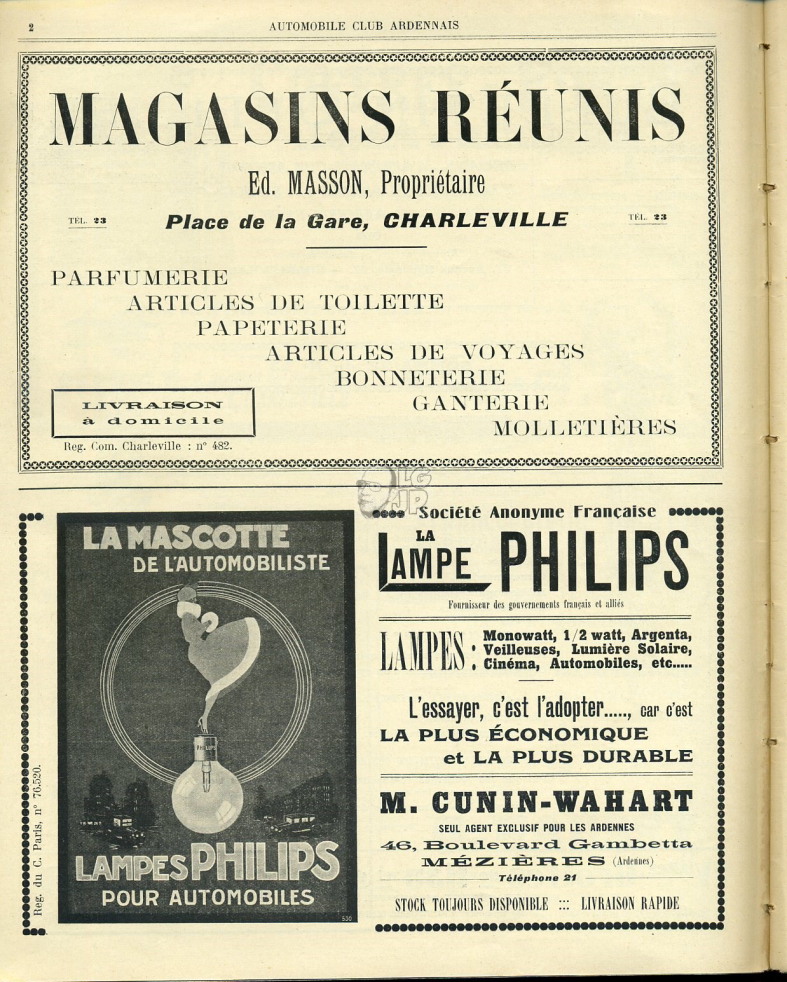 2
AUTOMOBILE CLUB ARDENNAIS
MAGASINS RÉUNIS
Ed. MASSON, Propriétaire
TÉL. 23
Place de la Gare, CHARLEVILLE
TÉL. 23
PARFUMERIE
ARTICLES DE TOILETTE
PAPETERIE
ARTICLES DE VOYAGES
BONNETERIE
GANTERIE
MOLLETIÈRES
LIVRAISON
à domicile
Reg. Com. Charleville : n° 482.
LG
JP
LA MASCOTTE
DE L'AUTOMOBILISTE
PHILIPS
LAMPES PHILIPS
POUR AUTOMOBILES
530
Reg. du C. Paris, n° 76.520.
Société Anonyme Française
LA
LAMPE PHILIPS
Fournisseur des gouvernements français et alliés
LAMPES : Monowatt, 1/2 watt, Argenta,
Veilleuses, Lumière Solaire,
Cinéma, Automobiles, etc.....
L'essayer, c'est l'adopter....., car c'est
LA PLUS ÉCONOMIQUE
et LA PLUS DURABLE
M. CUNIN-WAHART
SEUL AGENT EXCLUSIF POUR LES ARDENNES
46, Boulevard Gambetta
MÉZIÈRES (Ardennes)
Téléphone 21
STOCK TOUJOURS DISPONIBLE ::: LIVRAISON RAPIDE